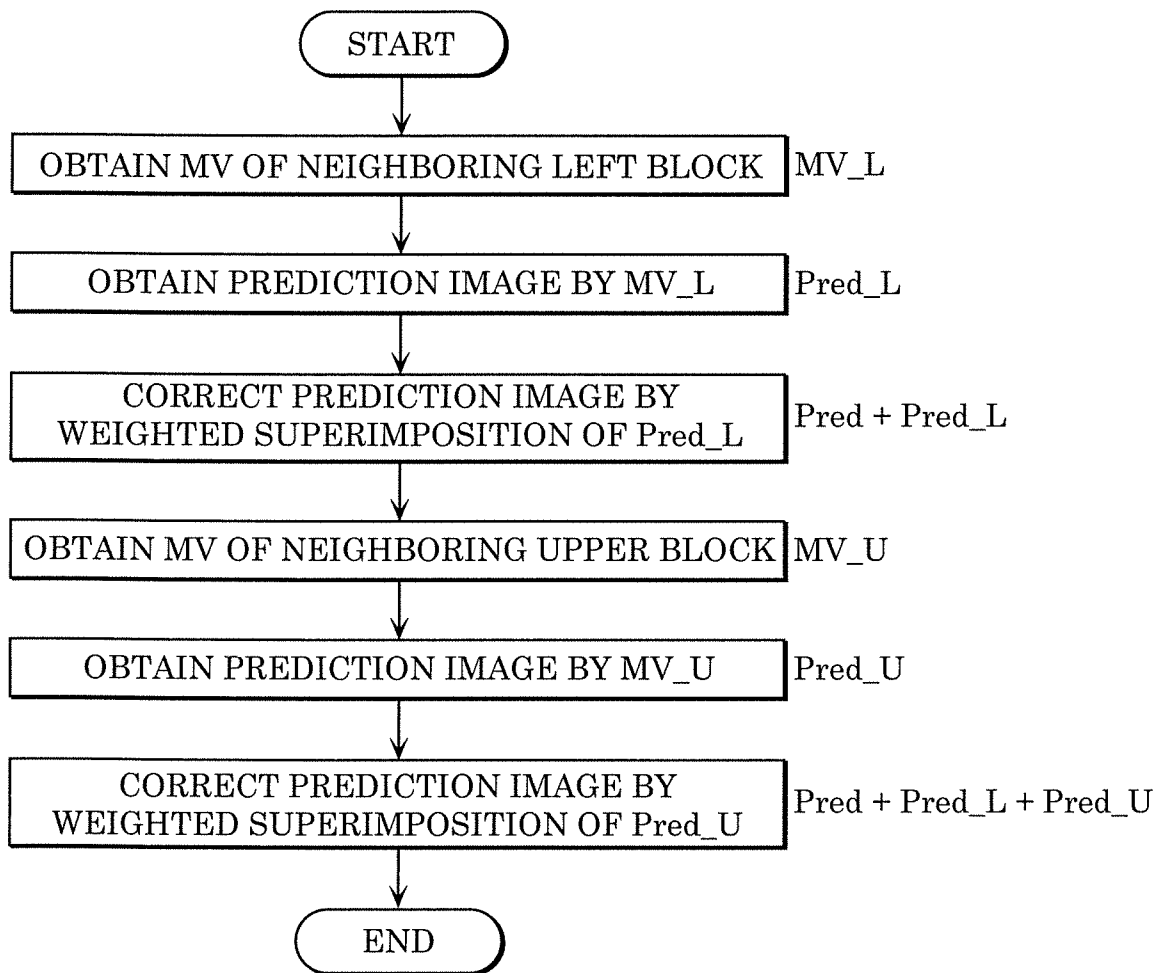 START
OBTAIN MV OF NEIGHBORING LEFT BLOCK MV_L
OBTAIN PREDICTION IMAGE BY MV_L Pred_L
CORRECT PREDICTION IMAGE BY
WEIGHTED SUPERIMPOSITION OF Pred_L
Pred + Pred_L
OBTAIN MV OF NEIGHBORING UPPER BLOCK MV_U
OBTAIN PREDICTION IMAGE BY MV_U Pred_U
CORRECT PREDICTION IMAGE BY
WEIGHTED SUPERIMPOSITION OF Pred_U
Pred + Pred_L + Pred_U
END